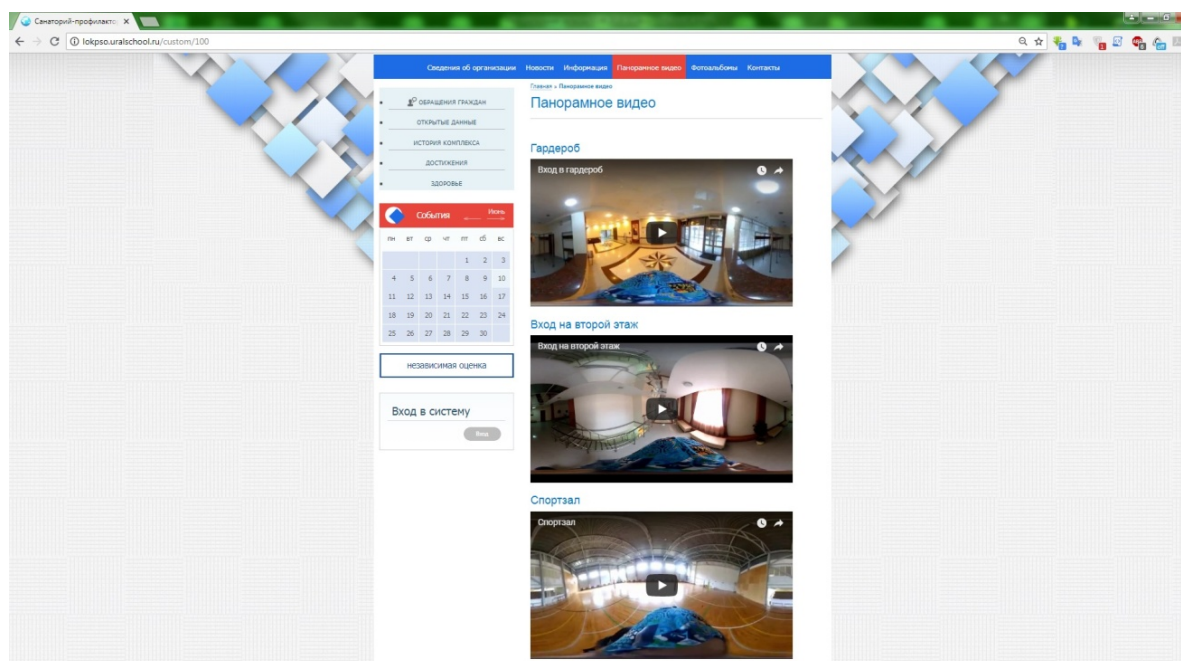 Санаторий-профилакто
lokpso.uralschool.ru/custom/100
Сведения об организации Новости Информация Панорамное видео Фотоальбомы Контакты
Главная » Панорамное видео
Панорамное видео
ОБРАЩЕНИЯ ГРАЖДАН
ОТКРЫТЫЕ ДАННЫЕ
ИСТОРИЯ КОМПЛЕКСА
ДОСТИЖЕНИЯ
ЗДОРОВЬЕ
События Июнь
пн вт ср чт пт сб вс
1 2 3
4 5 6 7 8 9 10
11 12 13 14 15 16 17
18 19 20 21 22 23 24
25 26 27 28 29 30
независимая оценка
Вход в систему
Вход
Гардероб
Вход в гардероб
Вход на второй этаж
Вход на второй этаж
Спортзал
Спортзал